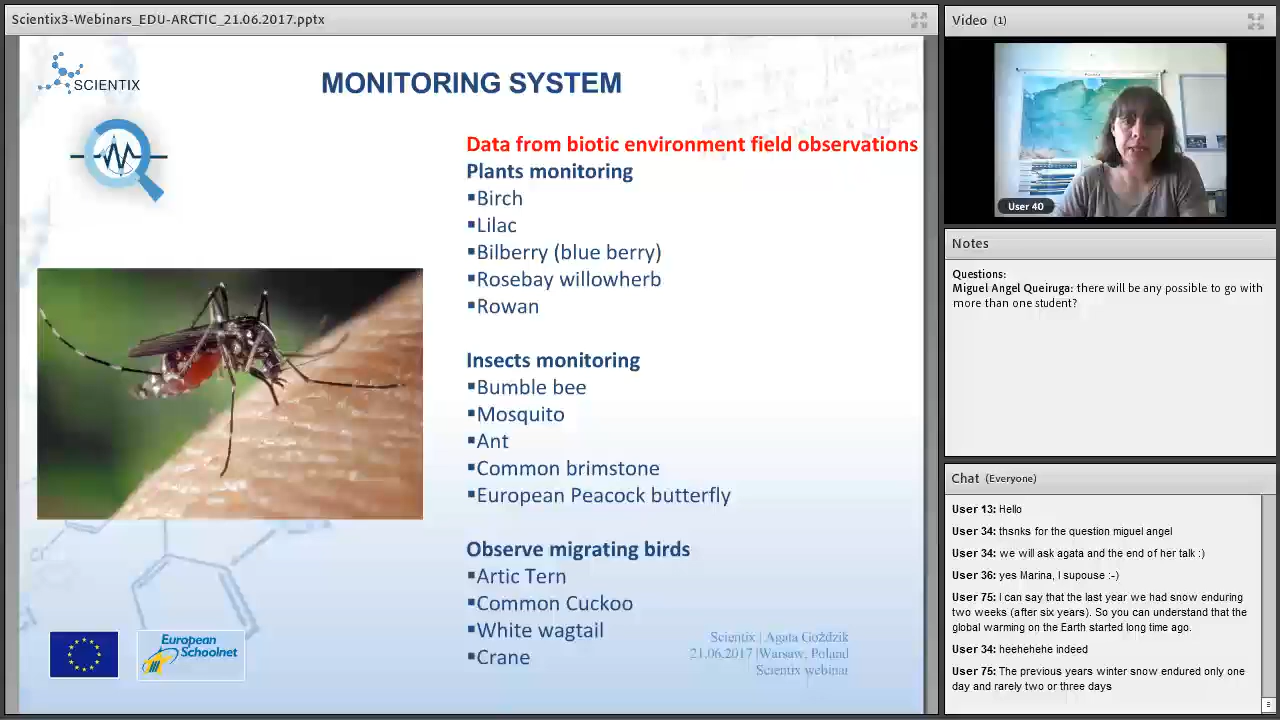 Scientix3-Webinars_EDU-ARCTIC_21.06.2017.pptx
SCIENTIX
MONITORING SYSTEM
Data from biotic environment field observations
Plants monitoring
▪Birch
▪Lilac
▪Bilberry (blue berry)
▪Rosebay willowherb
▪Rowan
Insects monitoring
▪Bumble bee
▪Mosquito
▪Ant
▪Common brimstone
▪European Peacock butterfly
Observe migrating birds
▪Artic Tern
▪Common Cuckoo
▪White wagtail
▪Crane
European
Schoolnet
Scientix | Agata Goździk
21.06.2017 |Warsaw, Poland
Scientix webinar
Video (1)
User 40
Notes
Questions:
Miguel Angel Queiruga: there will be any possible to go with
more than one student?
Chat (Everyone)
User 13: Hello
User 34: thsnks for the question miguel angel
User 34: we will ask agata and the end of her talk :)
User 36: yes Marina, I supouse :-)
User 75: I can say that the last year we had snow enduring
two weeks (after six years). So you can understand that the
global warming on the Earth started long time ago.
User 34: heehehehe indeed
User 75: The previous years winter snow endured only one
day and rarely two or three days